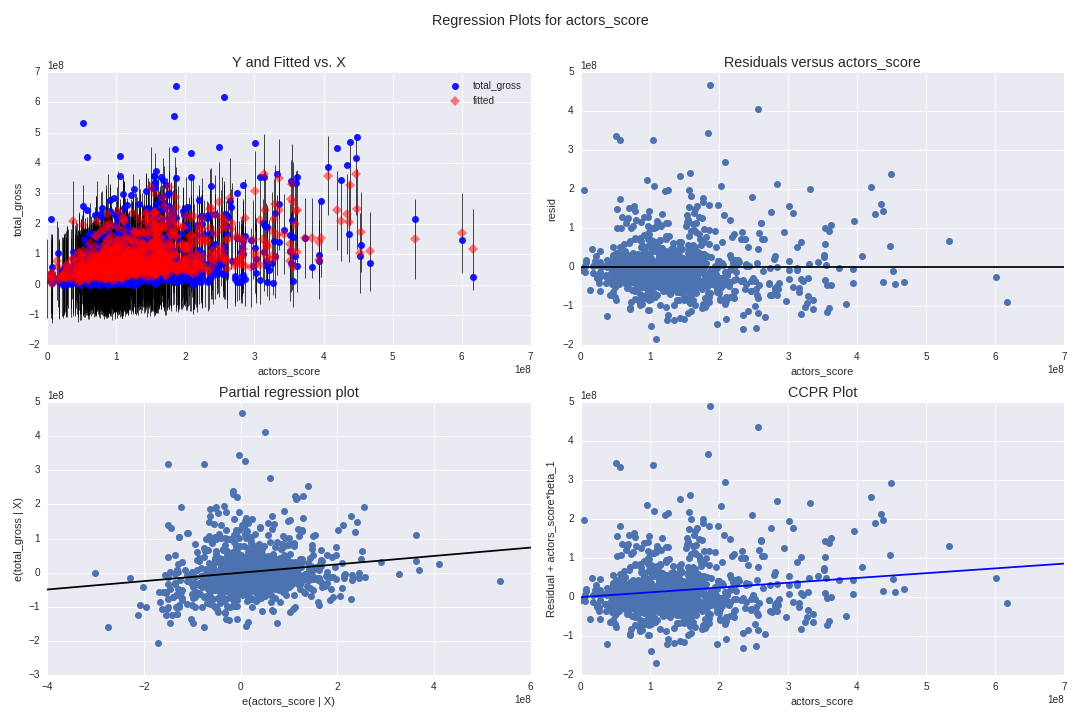 Regression Plots for actors_score
Y and Fitted vs. X
1e8
total_gross
fitted
7
6
5
4
3
2
1
0
−1
−2
total_gross
0 1 2 3 4 5 6 7
1e8
actors_score
Residuals versus actors_score
1e8
5
4
3
2
1
0
−1
−2
resid
0 1 2 3 4 5 6 7
1e8
actors_score
Partial regression plot
1e8
5
4
3
2
1
0
−1
−2
−3
e(total_gross | X)
−4 −2 0 2 4 6
1e8
e(actors_score | X)
CCPR Plot
1e8
5
4
3
2
1
0
−1
−2
Residual + actors_score*beta_1
0 1 2 3 4 5 6 7
1e8
actors_score